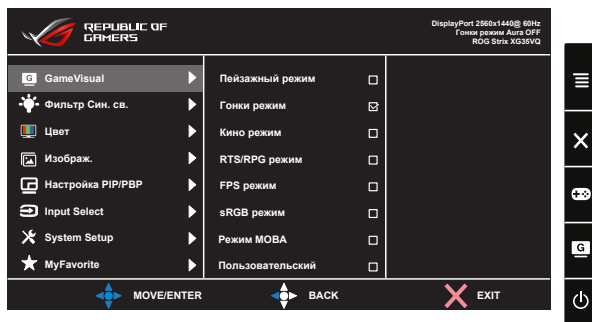 REPUBLIC OF
GAMERS
DisplayPort 2560x1440@ 60Hz
Гонки режим Aura OFF
ROG Strix XG35VQ
G GameVisual
Фильтр Син. св.
Цвет
Изображ.
Настройка PIP/PBP
Input Select
System Setup
MyFavorite
Пейзажный режим
Гонки режим
Кино режим
RTS/RPG режим
FPS режим
sRGB режим
Режим MOBA
Пользовательский
MOVE/ENTER
BACK
EXIT
G